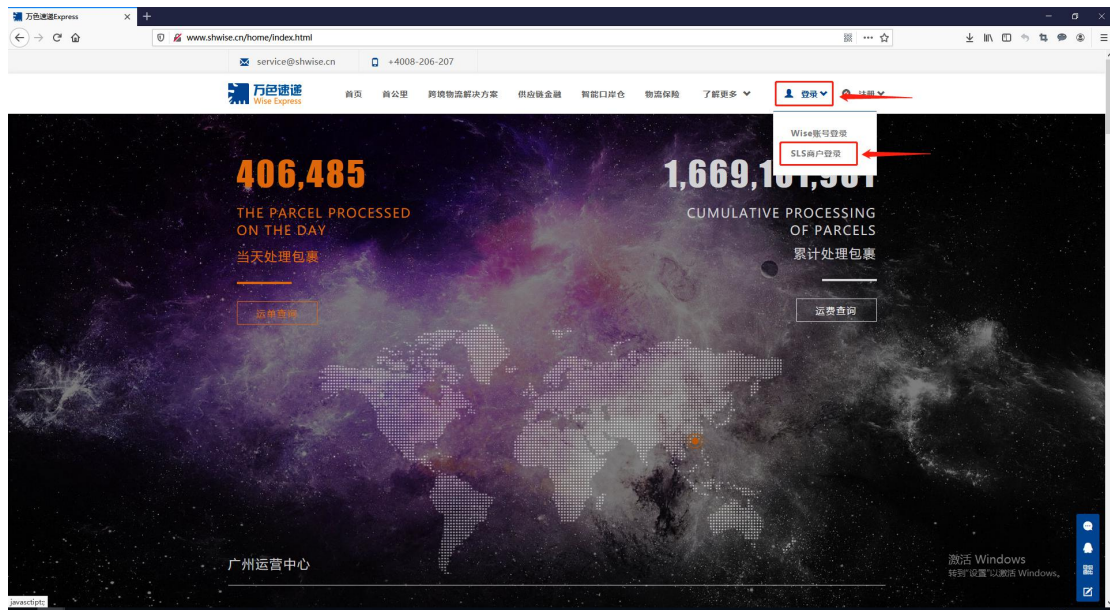 万色速递Express
www.shwise.cn/home/index.html
service@shwise.cn +4008-206-207
万色速递
Wise Express
首页 首公里 跨境物流解决方案 供应链金融 智能口岸仓 物流保险 了解更多 登录 注册
Wise账号登录
SLS商户登录
406,485
THE PARCEL PROCESSED
ON THE DAY
当天处理包裹
运单查询
CUMULATIVE PROCESSING
OF PARCELS
累计处理包裹
运费查询
广州运营中心
激活 Windows
转到"设置"以激活 Windows。
javascript: